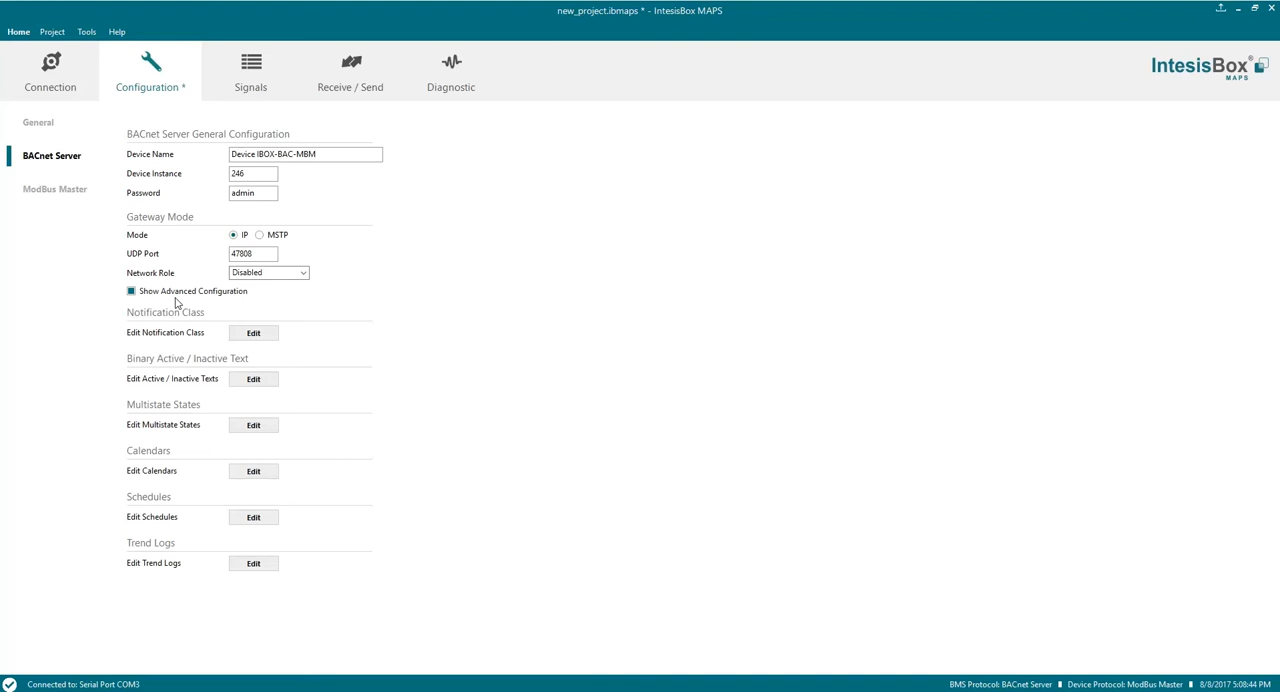 new_project.ibmaps * - IntesisBox MAPS
Home Project Tools Help
Connection Configuration * Signals Receive / Send Diagnostic
IntesisBox® MAPS
General
BACnet Server
ModBus Master
BACnet Server General Configuration
Device Name Device IBOX-BAC-MBM
Device Instance 246
Password admin
Gateway Mode
Mode IP MSTP
UDP Port 47808
Network Role Disabled
Show Advanced Configuration
Notification Class
Edit Notification Class Edit
Binary Active / Inactive Text
Edit Active / Inactive Texts Edit
Multistate States
Edit Multistate States Edit
Calendars
Edit Calendars Edit
Schedules
Edit Schedules Edit
Trend Logs
Edit Trend Logs Edit
Connected to: Serial Port COM3 BMS Protocol: BACnet Server Device Protocol: ModBus Master 8/8/2017 5:08:44 PM